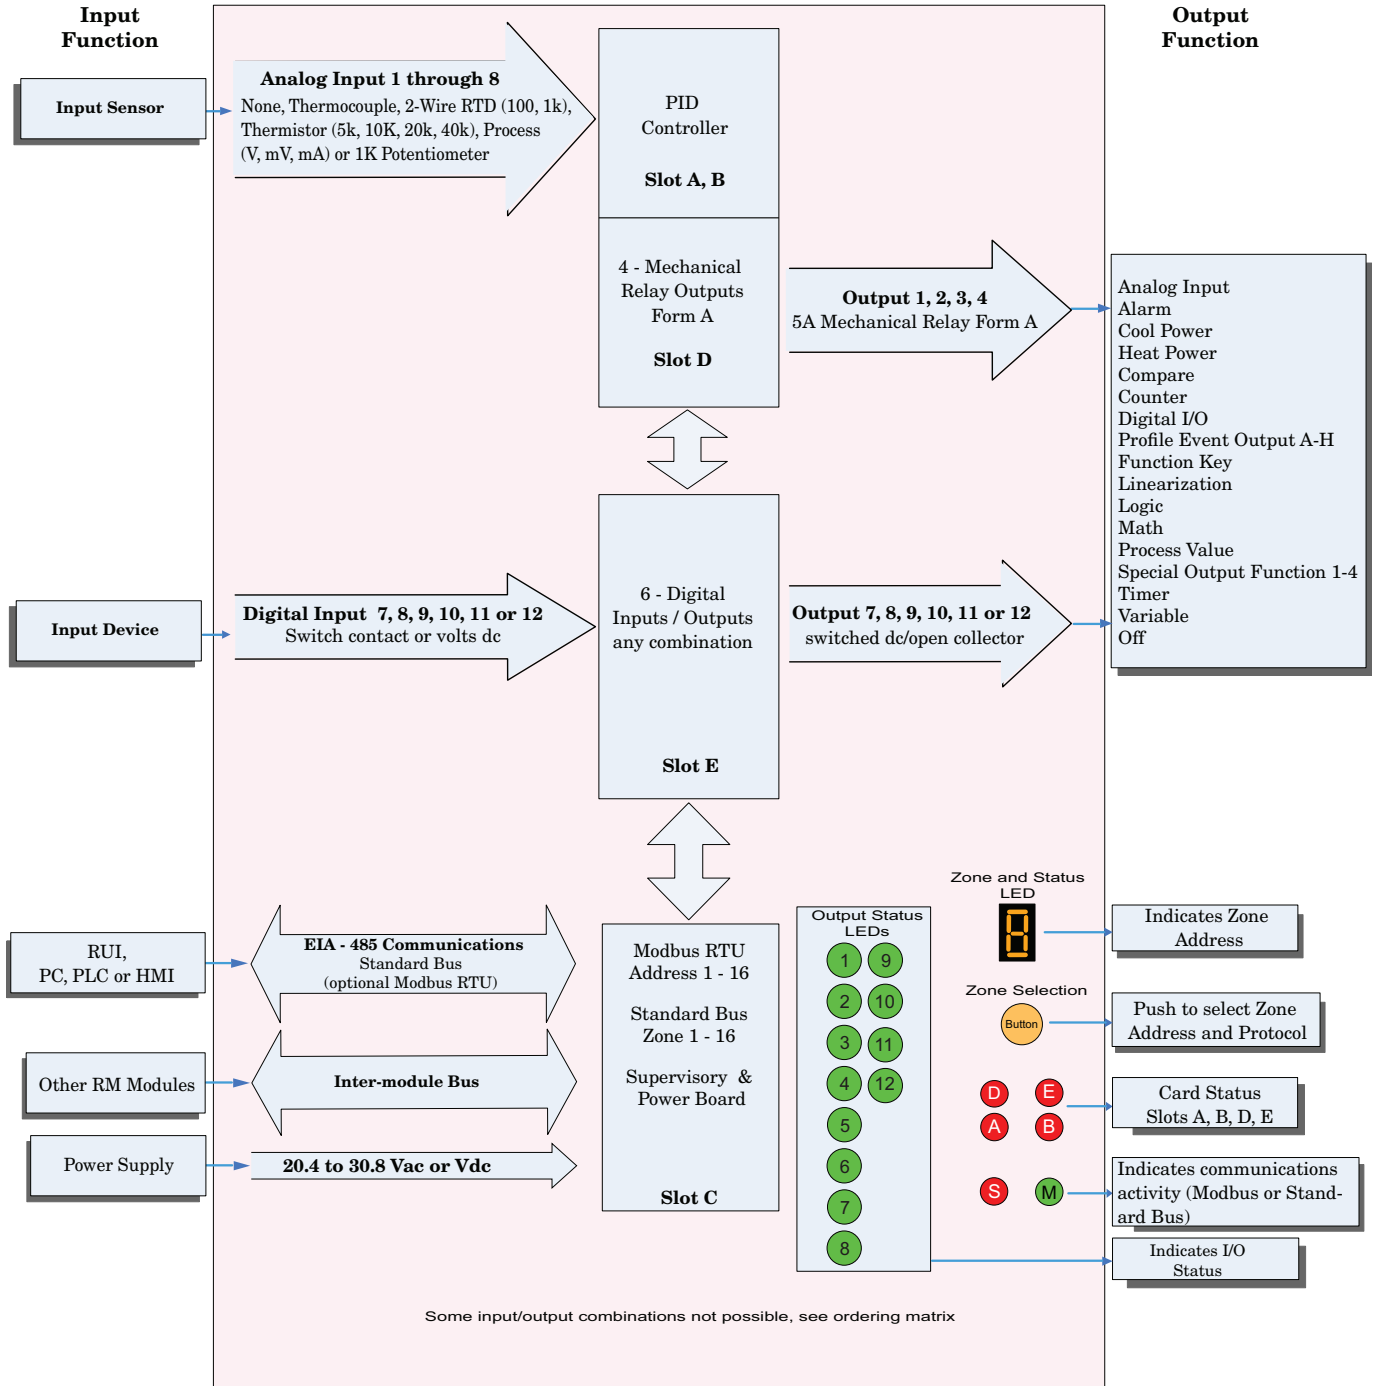 Input
Function
Output
Function
Input Sensor
Analog Input 1 through 8
None, Thermocouple, 2-Wire RTD (100, 1k),
Thermistor (5k, 10K, 20k, 40k), Process
(V, mV, mA) or 1K Potentiometer
PID
Controller
Slot A, B
4 - Mechanical
Relay Outputs
Form A
Slot D
Output 1, 2, 3, 4
5A Mechanical Relay Form A
Analog Input
Alarm
Cool Power
Heat Power
Compare
Counter
Digital I/O
Profile Event Output A-H
Function Key
Linearization
Logic
Math
Process Value
Special Output Function 1-4
Timer
Variable
Off
Input Device
Digital Input 7, 8, 9, 10, 11 or 12
Switch contact or volts dc
6 - Digital
Inputs / Outputs
any combination
Slot E
Output 7, 8, 9, 10, 11 or 12
switched dc/open collector
RUI,
PC, PLC or HMI
EIA - 485 Communications
Standard Bus
(optional Modbus RTU)
Other RM Modules
Inter-module Bus
Power Supply
20.4 to 30.8 Vac or Vdc
Modbus RTU
Address 1 - 16
Standard Bus
Zone 1 - 16
Supervisory &
Power Board
Slot C
Output Status
LEDs
1 9
2 10
3 11
4 12
5
6
7
8
Zone and Status
LED
8
Indicates Zone
Address
Zone Selection
Button
Push to select Zone
Address and Protocol
D E
A B
Card Status
Slots A, B, D, E
S M
Indicates communications
activity (Modbus or Stand-
ard Bus)
Indicates I/O
Status
Some input/output combinations not possible, see ordering matrix